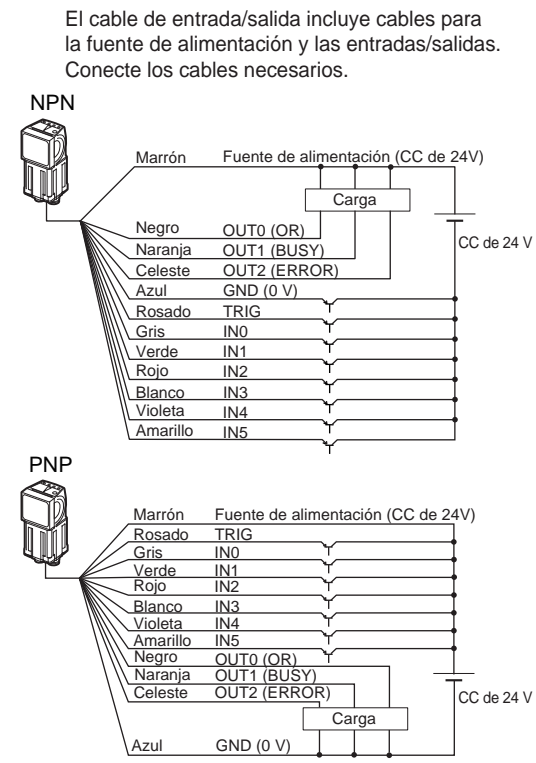 El cable de entrada/salida incluye cables para
la fuente de alimentación y las entradas/salidas.
Conecte los cables necesarios.
NPN
Marrón Fuente de alimentación (CC de 24V)
Carga
Negro OUT0 (OR)
Naranja OUT1 (BUSY)
CC de 24 V
Celeste OUT2 (ERROR)
Azul GND (0 V)
Rosado TRIG
Gris IN0
Verde IN1
Rojo IN2
Blanco IN3
Violeta IN4
Amarillo IN5
PNP
Marrón Fuente de alimentación (CC de 24V)
Rosado TRIG
Gris IN0
Verde IN1
Rojo IN2
Blanco IN3
Violeta IN4
Amarillo IN5
Negro OUT0 (OR)
Naranja OUT1 (BUSY)
Celeste OUT2 (ERROR)
CC de 24 V
Carga
Azul GND (0 V)